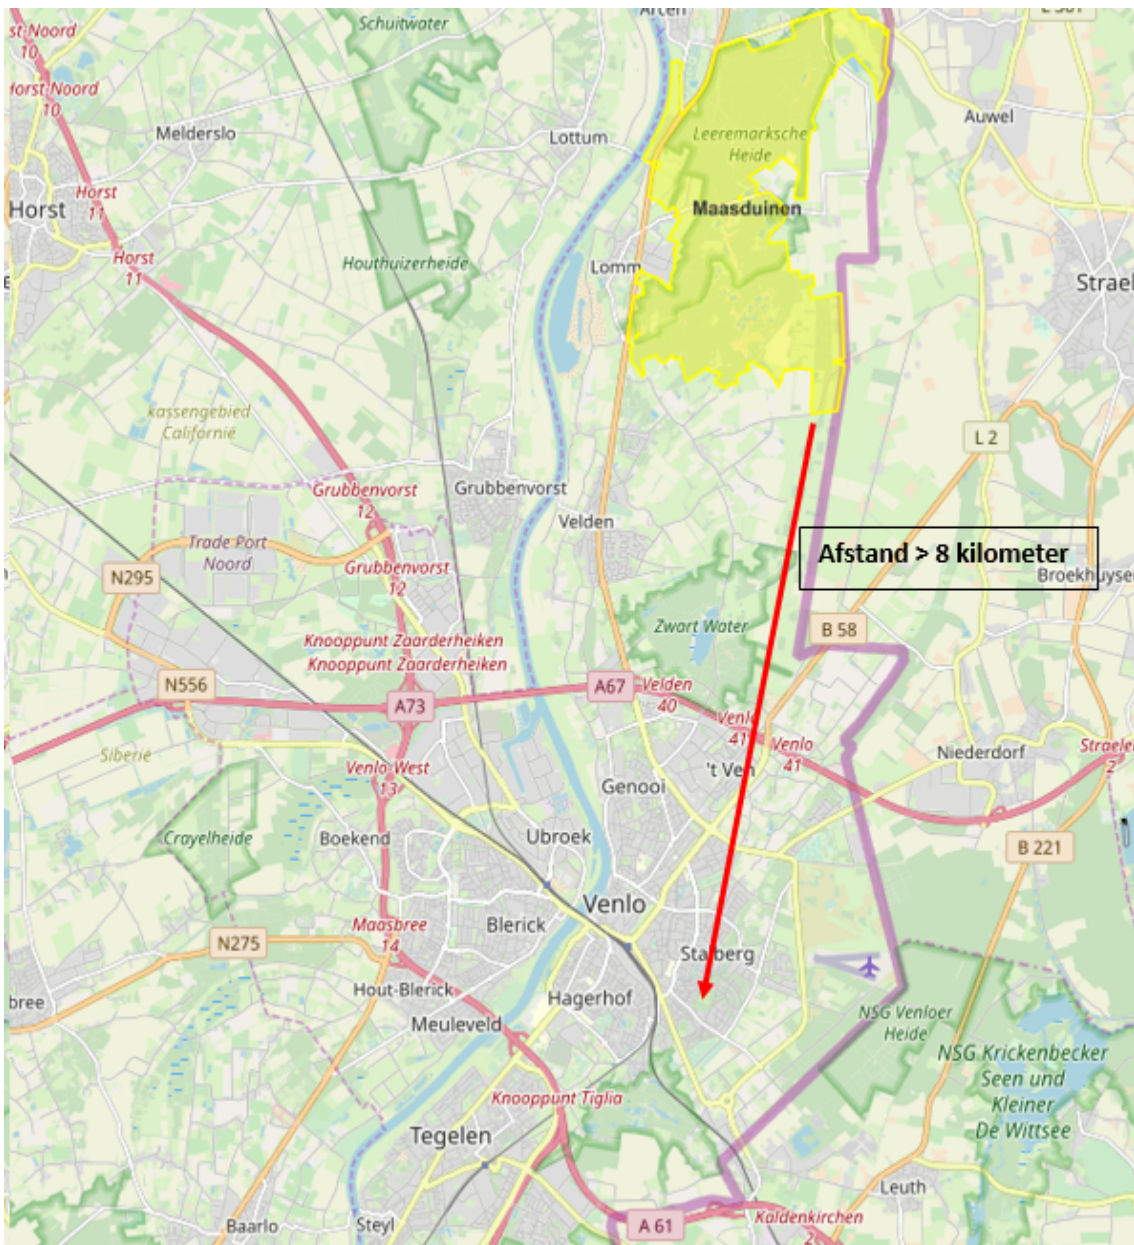 Schuitwater
Arcen
st-Noord
10
Horst-Noord
10
Melderslo
Lottum
Leeremarksche
Heide
Auwel
Horst
11
Horst
Maasduinen
Horst
11
Houthuizerheide
Lomm
Strael
kassengebied
Californië
L 2
Grubbenvorst
12
Grubbenvorst
Velden
Trade Port
Noord
Afstand > 8 kilometer
N295
Grubbenvorst
12
Broekhuyse
Zwart Water
B 58
Knooppunt Zaarderheiken
Knooppunt Zaarderheiken
N556
A67
Velden
40
A73
Venlo
41
Venlo
41
Siberië
Venlo-West
13
't Ven
Niederdorf
Straele
2
Genooi
Boekend
Ubroek
Crayelheide
B 221
Venlo
Blerick
Maasbree
14
N275
Stalberg
bree
Hout-Blerick
Hagerhof
Meuleveld
NSG Venloer
Heide
NSG Krickenbecker
Seen und
Kleiner
De Wittsee
Knooppunt Tiglia
Tegelen
Leuth
Baarlo
Steyl
A 61
Kaldenkirchen
2